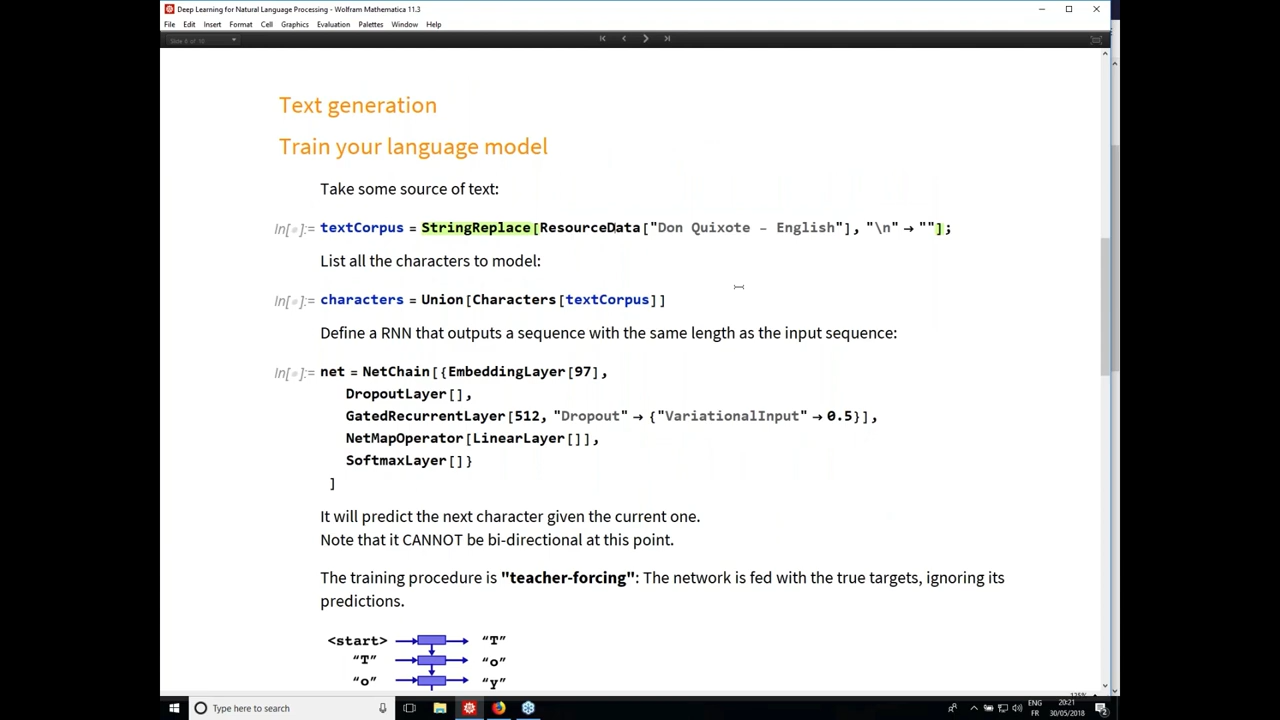 Deep Learning for Natural Language Processing - Wolfram Mathematica 11.3
File Edit Insert Format Cell Graphics Evaluation Palettes Window Help
Slide 6 of 10
Text generation
Train your language model
Take some source of text:
In[ ]:= textCorpus = StringReplace[ResourceData["Don Quixote – English"], "\n" → ""];
List all the characters to model:
In[ ]:= characters = Union[Characters[textCorpus]]
Define a RNN that outputs a sequence with the same length as the input sequence:
In[ ]:= net = NetChain[{EmbeddingLayer[97],
DropoutLayer[],
GatedRecurrentLayer[512, "Dropout" → {"VariationalInput" → 0.5}],
NetMapOperator[LinearLayer[]],
SoftmaxLayer[]}
]
It will predict the next character given the current one.
Note that it CANNOT be bi-directional at this point.
The training procedure is "teacher-forcing": The network is fed with the true targets, ignoring its
predictions.
<start> "T"
"T" "o"
"o" "y"
125%
Type here to search
ENG 20:21
FR 30/05/2018
2